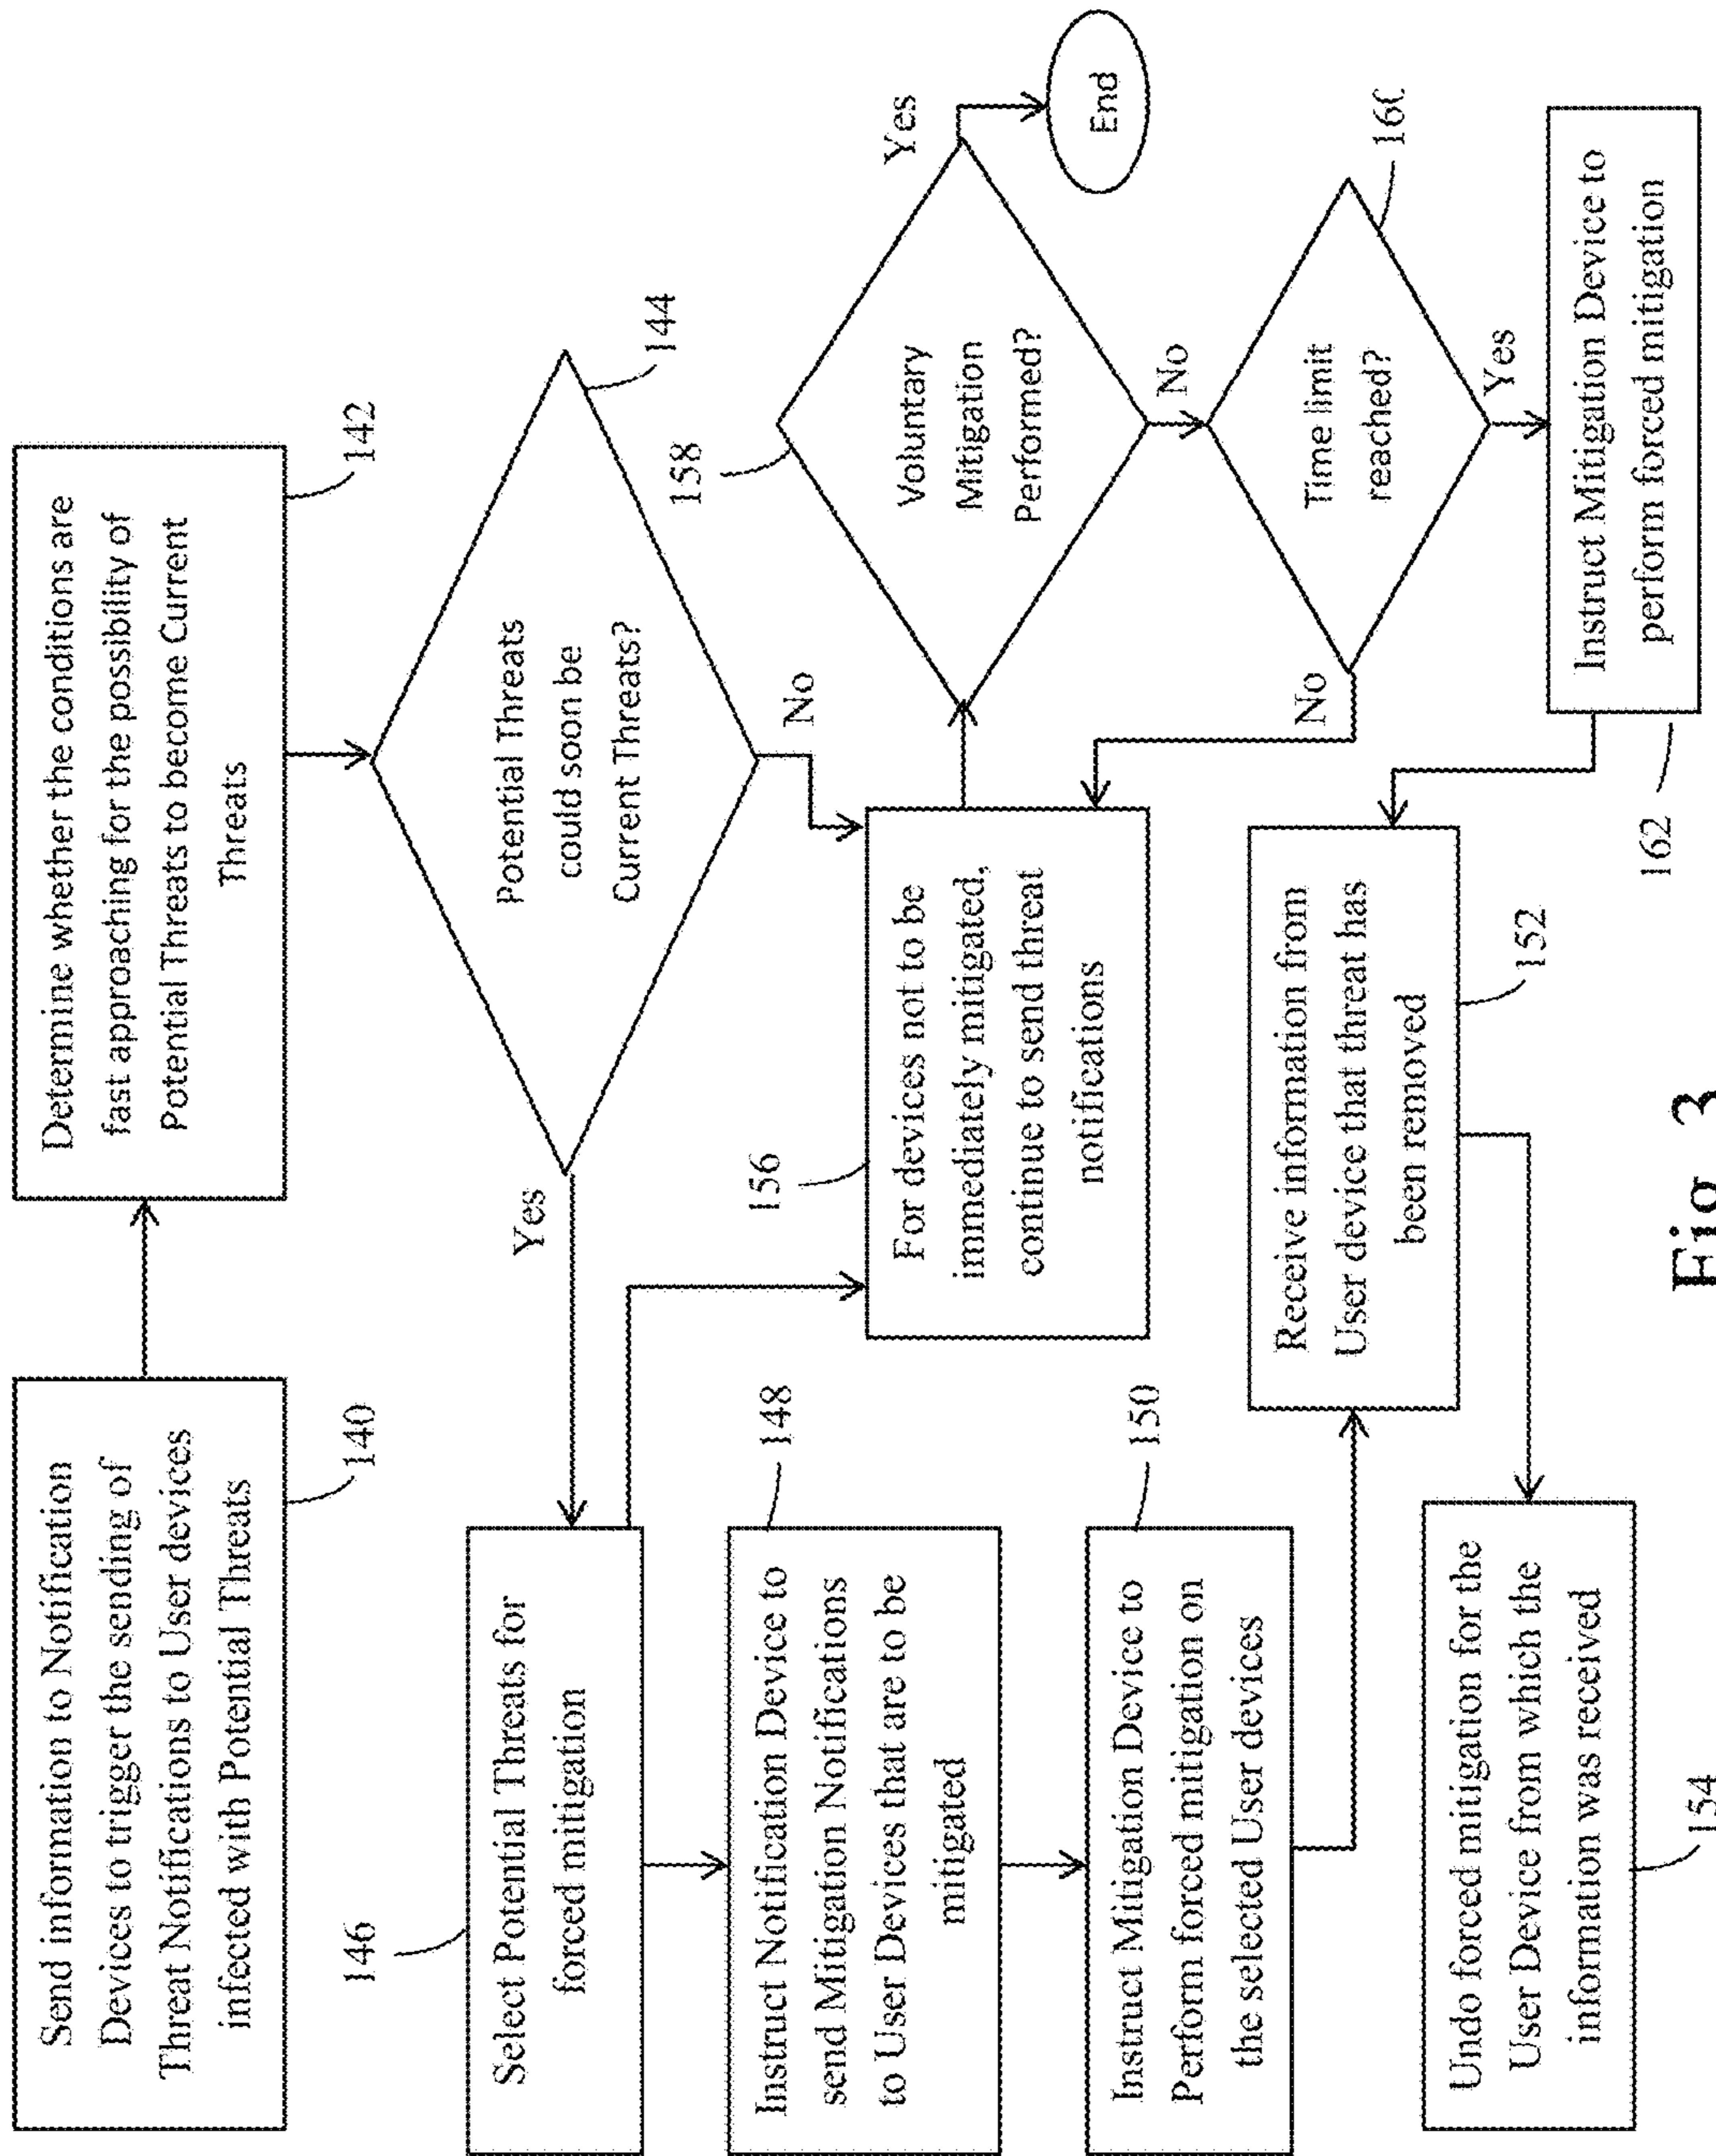 Send information to Notification
Devices to trigger the sending of
Threat Notifications to User devices
infected with Potential Threats
140
Determine whether the conditions are
fast approaching for the possibility of
Potential Threats to become Current
Threats
142
Potential Threats
could soon be
Current Threats?
144
Yes
No
146
Select Potential Threats for
forced mitigation
148
Instruct Notification Device to
send Mitigation Notifications
to User Devices that are to be
mitigated
150
Instruct Mitigation Device to
Perform forced mitigation on
the selected User devices
156
For devices not to be
immediately mitigated,
continue to send threat
notifications
158
Voluntary
Mitigation
Performed?
Yes
End
No
Time limit
reached?
160
No
Yes
Instruct Mitigation Device to
perform forced mitigation
162
Receive information from
User device that threat has
been removed
152
Undo forced mitigation for the
User Device from which the
information was received
154
Fig. 3